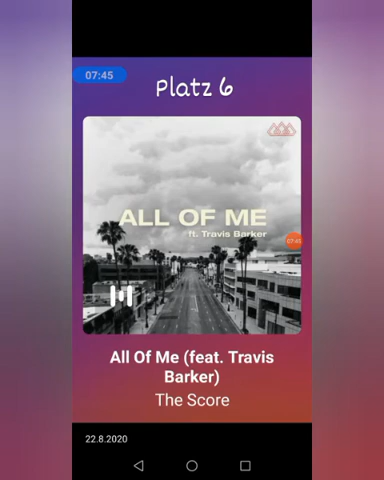 07:45
Platz 6
ALL OF ME
ft. Travis Barker
07:45
All Of Me (feat. Travis
Barker)
The Score
22.8.2020